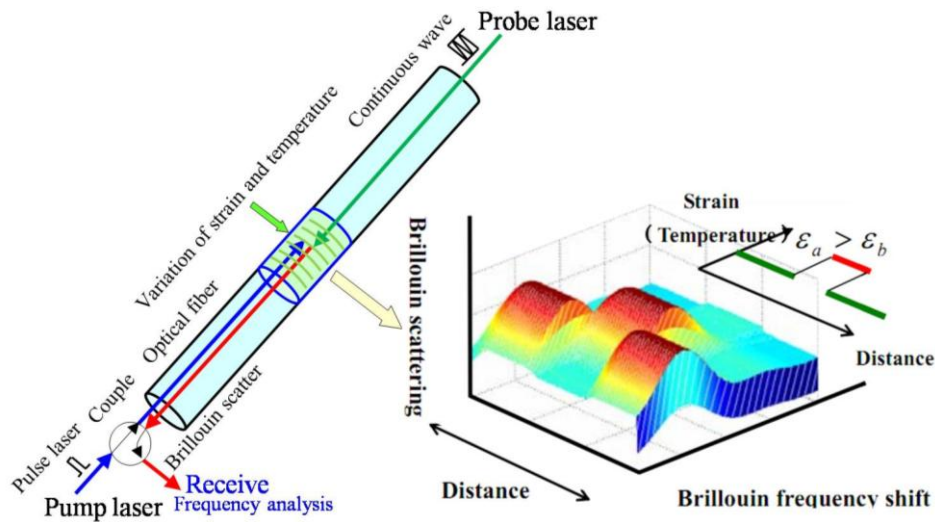 Probe laser
Continuous wave
Variation of strain and temperature
Optical fiber
Couple
Pulse laser
Brillouin scatter
Pump laser
Receive
Frequency analysis
Strain
(Temperature)
εa > εb
Distance
Brillouin scattering
Distance
Brillouin frequency shift